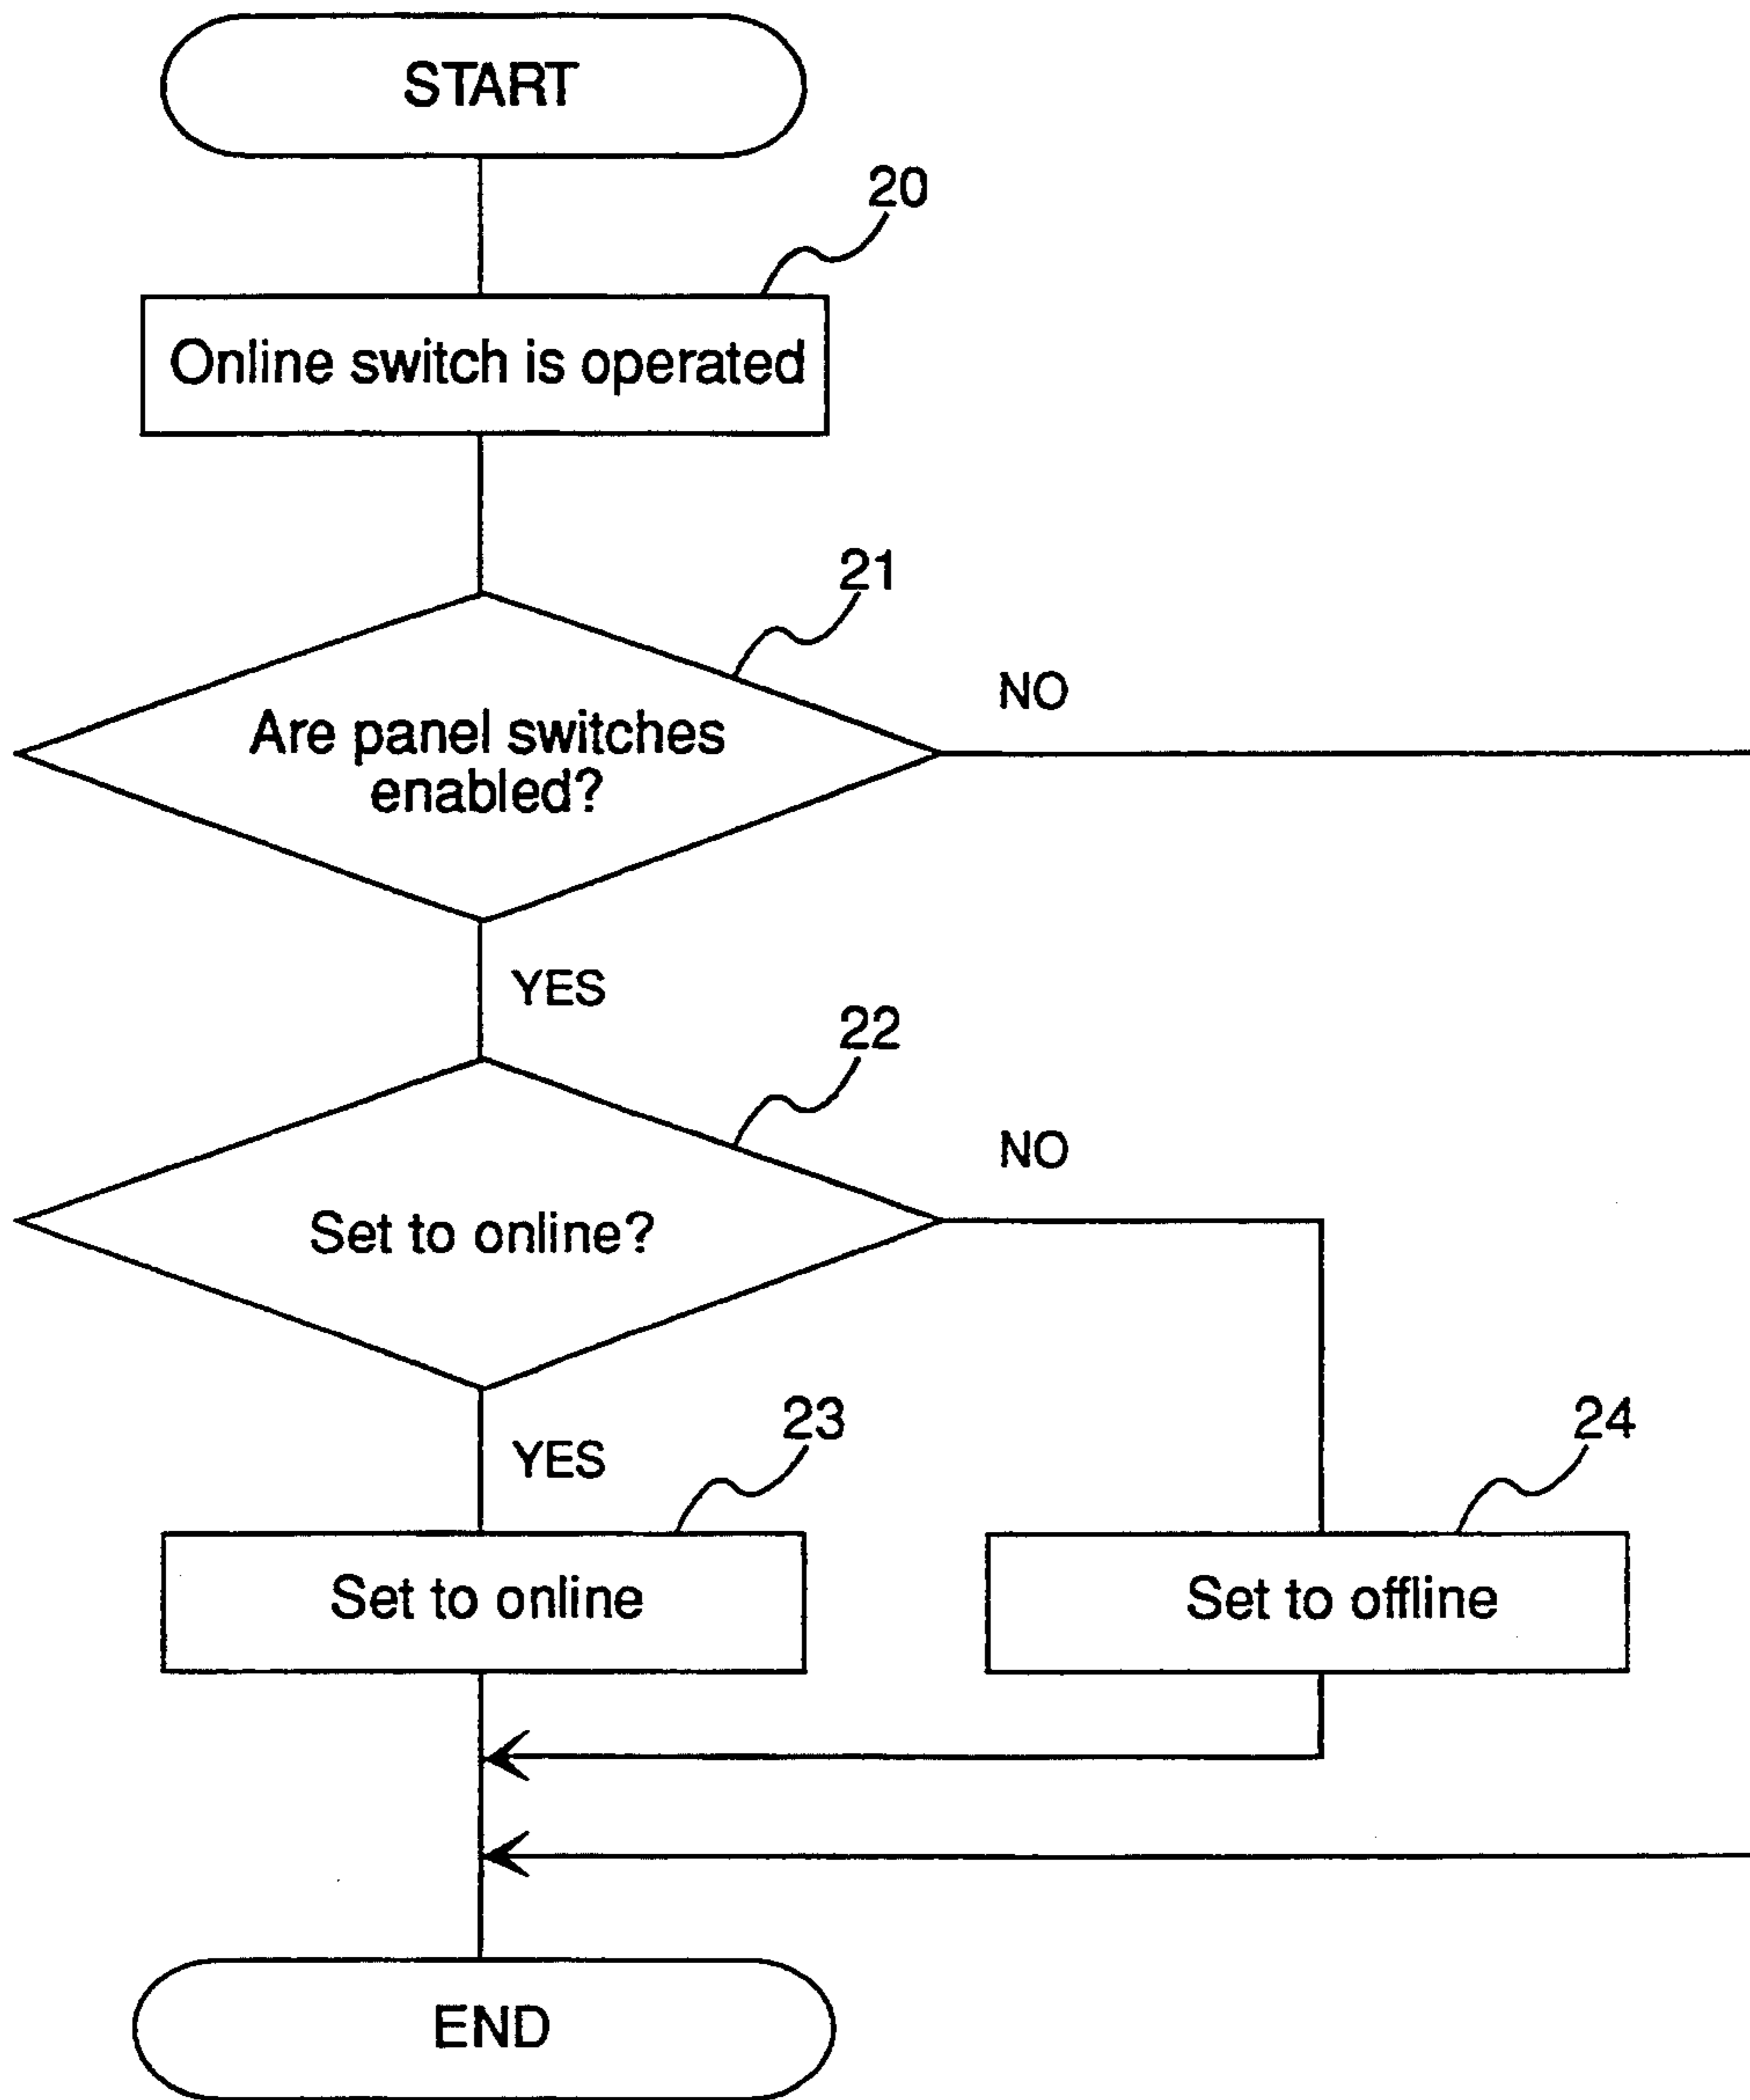 START
20
Online switch is operated
21
Are panel switches
enabled?
NO
YES
22
Set to online?
NO
YES
23
Set to online
24
Set to offline
END